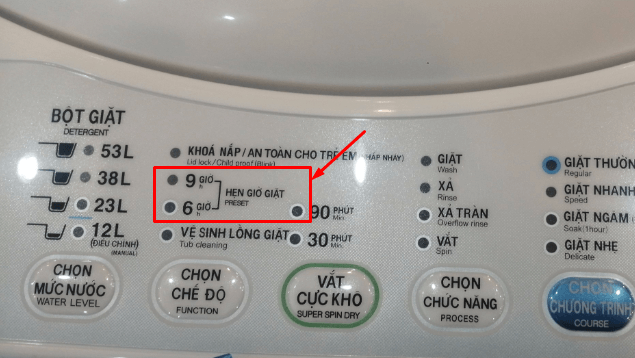 BỘT GIẶT
DETERGENT
53L
38L
23L
12L
(ĐIỀU CHỈNH)
(MANUAL)
CHỌN
MỨC NƯỚC
WATER LEVEL
KHOÁ NẮP/AN TOÀN CHO TRẺ EM (NHẤP NHÁY)
Lid lock/Child proof (Blink)
9 GIỜ
h
6 GIỜ
h
HẸN GIỜ GIẶT
PRESET
VỆ SINH LỒNG GIẶT
Tub cleaning
CHỌN
CHẾ ĐỘ
FUNCTION
90 PHÚT
Min.
30 PHÚT
Min.
VẮT
CỰC KHÔ
SUPER SPIN DRY
GIẶT
Wash
XẢ
Rinse
XẢ TRÀN
Overflow rinse
VẮT
Spin
CHỌN
CHỨC NĂNG
PROCESS
GIẶT THƯỜN
Regular
GIẶT NHANH
Speed
GIẶT NGÂM
Soak(1hour)
GIẶT NHẸ
Delicate
CHỌN
CHƯƠNG TRÌNH
COURSE